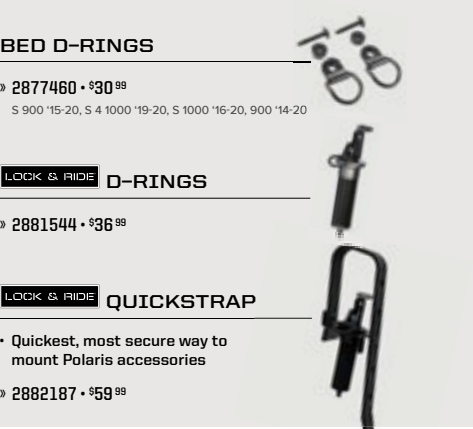 BED D-RINGS
» 2877460 • $30 99
S 900 '15-20, S 4 1000 '19-20, S 1000 '16-20, 900 '14-20
LOCK & RIDE D-RINGS
» 2881544 • $36 99
LOCK & RIDE QUICKSTRAP
• Quickest, most secure way to
mount Polaris accessories
» 2882187 • $59 99